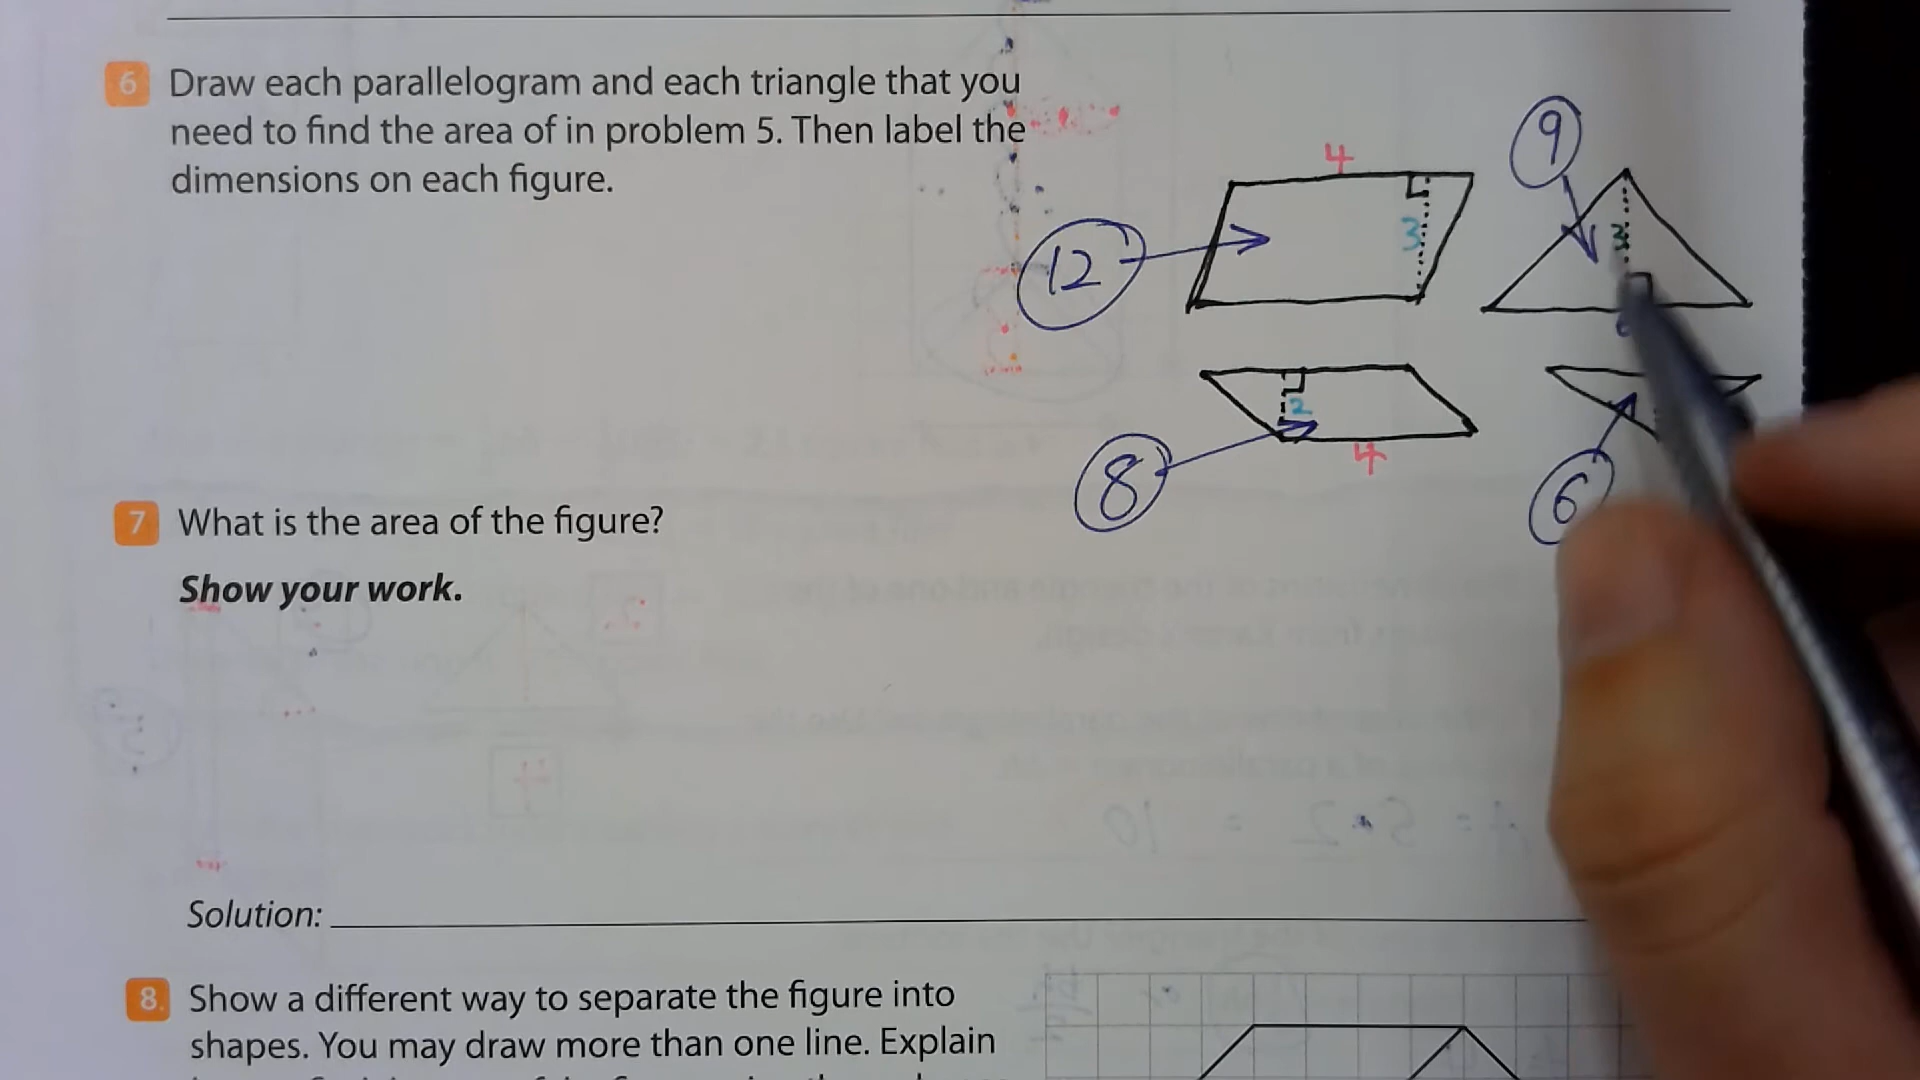 6 Draw each parallelogram and each triangle that you
need to find the area of in problem 5. Then label the
dimensions on each figure.
4
9
12
3
3
2
8
4
6
7 What is the area of the figure?
Show your work.
Solution:
8. Show a different way to separate the figure into
shapes. You may draw more than one line. Explain